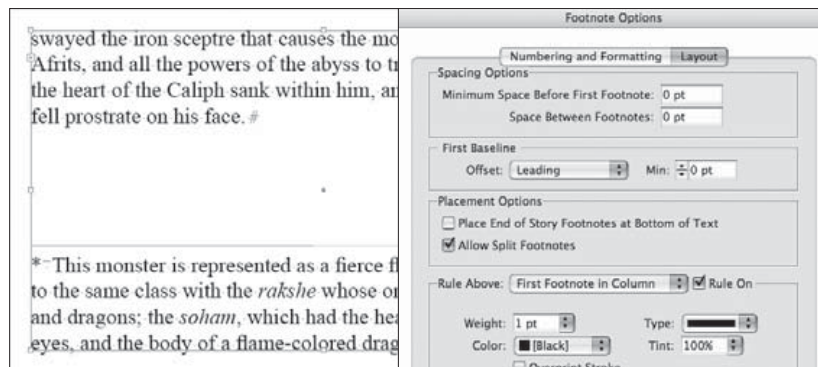 swayed the iron sceptre that causes the mo
Afrits, and all the powers of the abyss to tr
the heart of the Caliph sank within him, an
fell prostrate on his face. #
* This monster is represented as a fierce fl
to the same class with the rakshe whose or
and dragons; the soham, which had the hea
eyes, and the body of a flame-colored drag
Footnote Options
Numbering and Formatting Layout
Spacing Options
Minimum Space Before First Footnote: 0 pt
Space Between Footnotes: 0 pt
First Baseline
Offset: Leading Min: 0 pt
Placement Options
Place End of Story Footnotes at Bottom of Text
Allow Split Footnotes
Rule Above: First Footnote in Column Rule On
Weight: 1 pt Type:
Color: [Black] Tint: 100%
Overprint Stroke